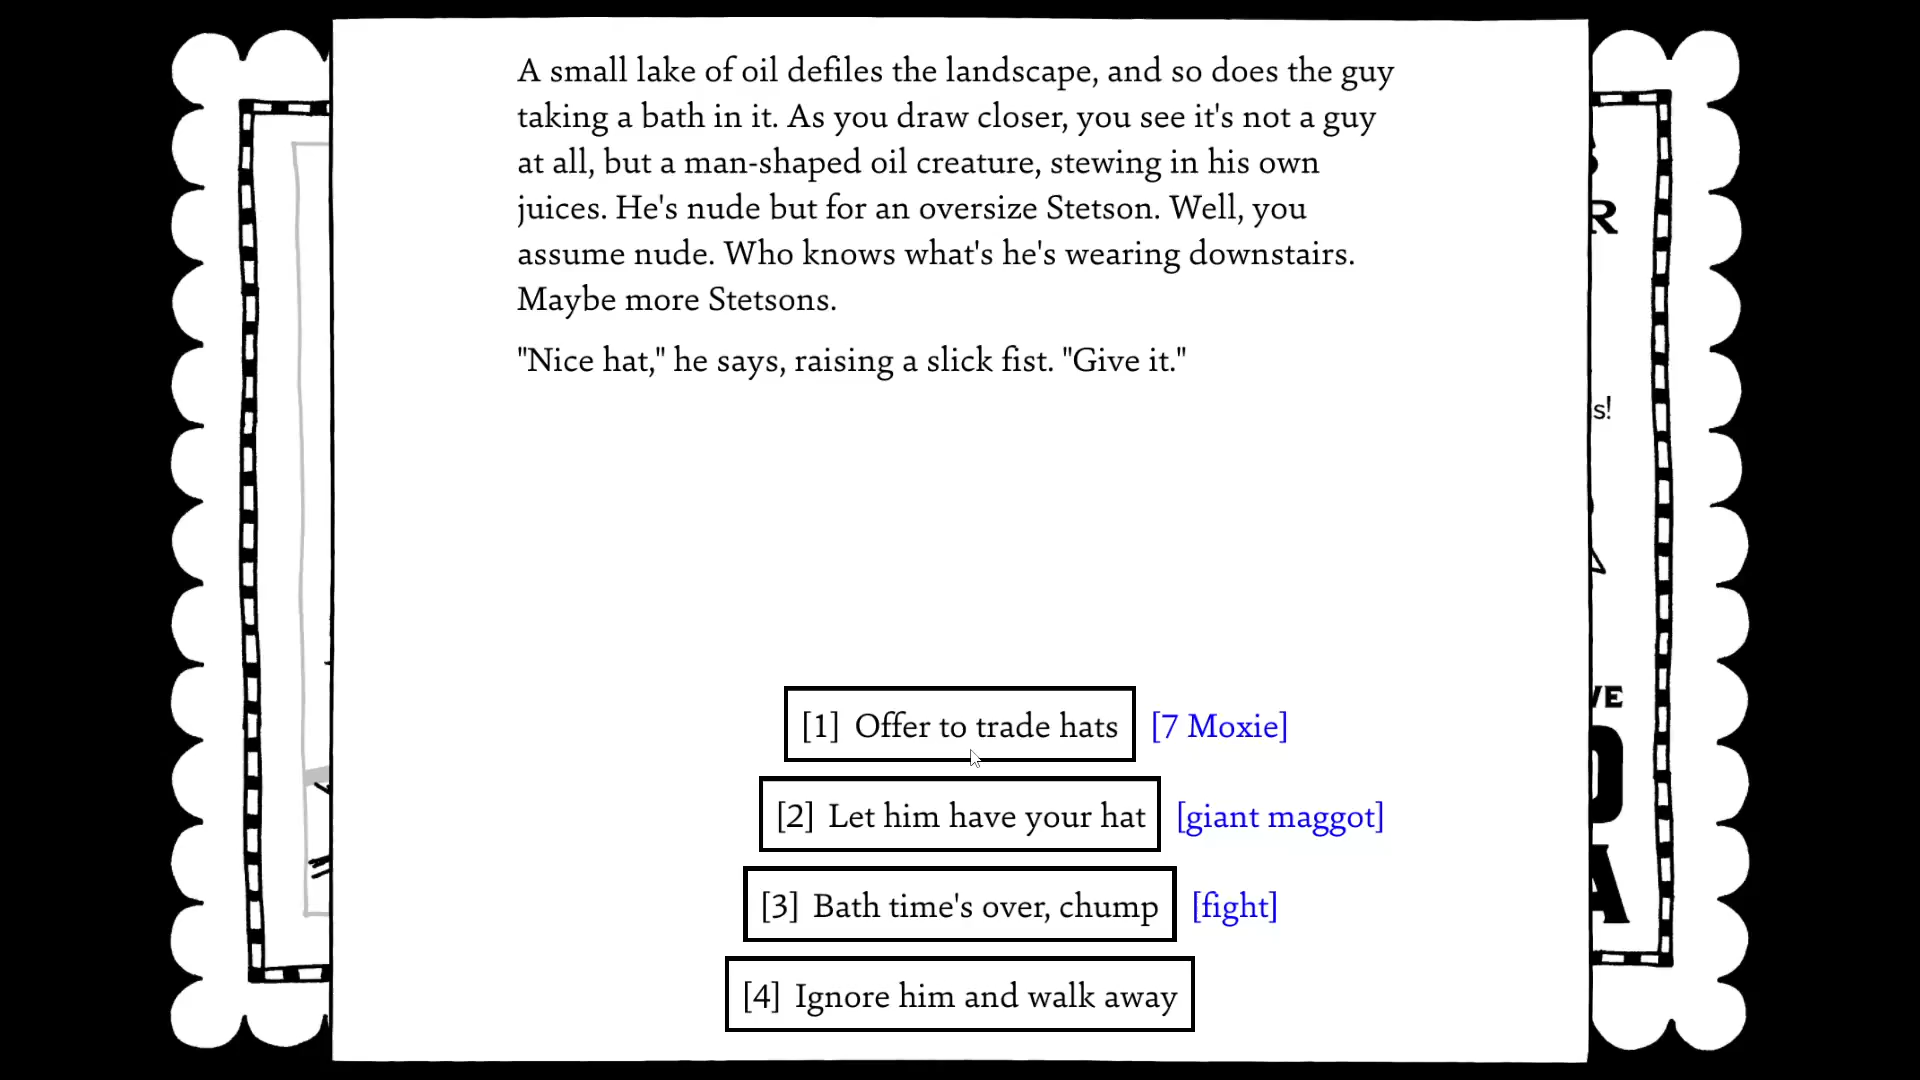 A small lake of oil defiles the landscape, and so does the guy
taking a bath in it. As you draw closer, you see it's not a guy
at all, but a man-shaped oil creature, stewing in his own
juices. He's nude but for an oversize Stetson. Well, you
assume nude. Who knows what's he's wearing downstairs.
Maybe more Stetsons.
"Nice hat," he says, raising a slick fist. "Give it."
[1] Offer to trade hats [7 Moxie]
[2] Let him have your hat [giant maggot]
[3] Bath time's over, chump [fight]
[4] Ignore him and walk away